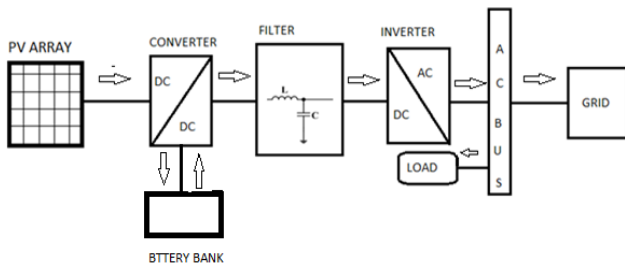 PV ARRAY
CONVERTER
FILTER
INVERTER
DC
DC
L
C
AC
DC
A
C
B
U
S
GRID
LOAD
BTTERY BANK